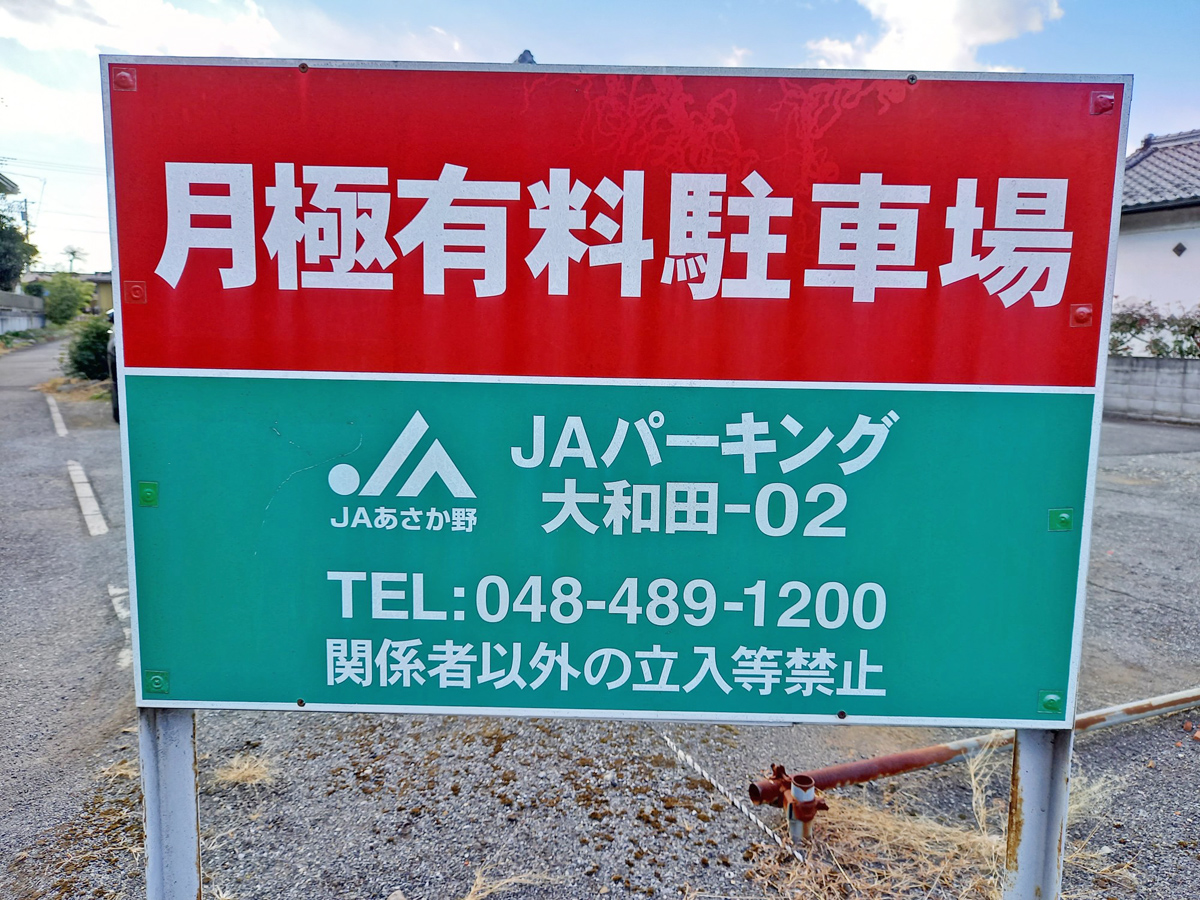 月極有料駐車場
JAパーキング
大和田-02
JAあさか野
TEL:048-489-1200
関係者以外の立入等禁止